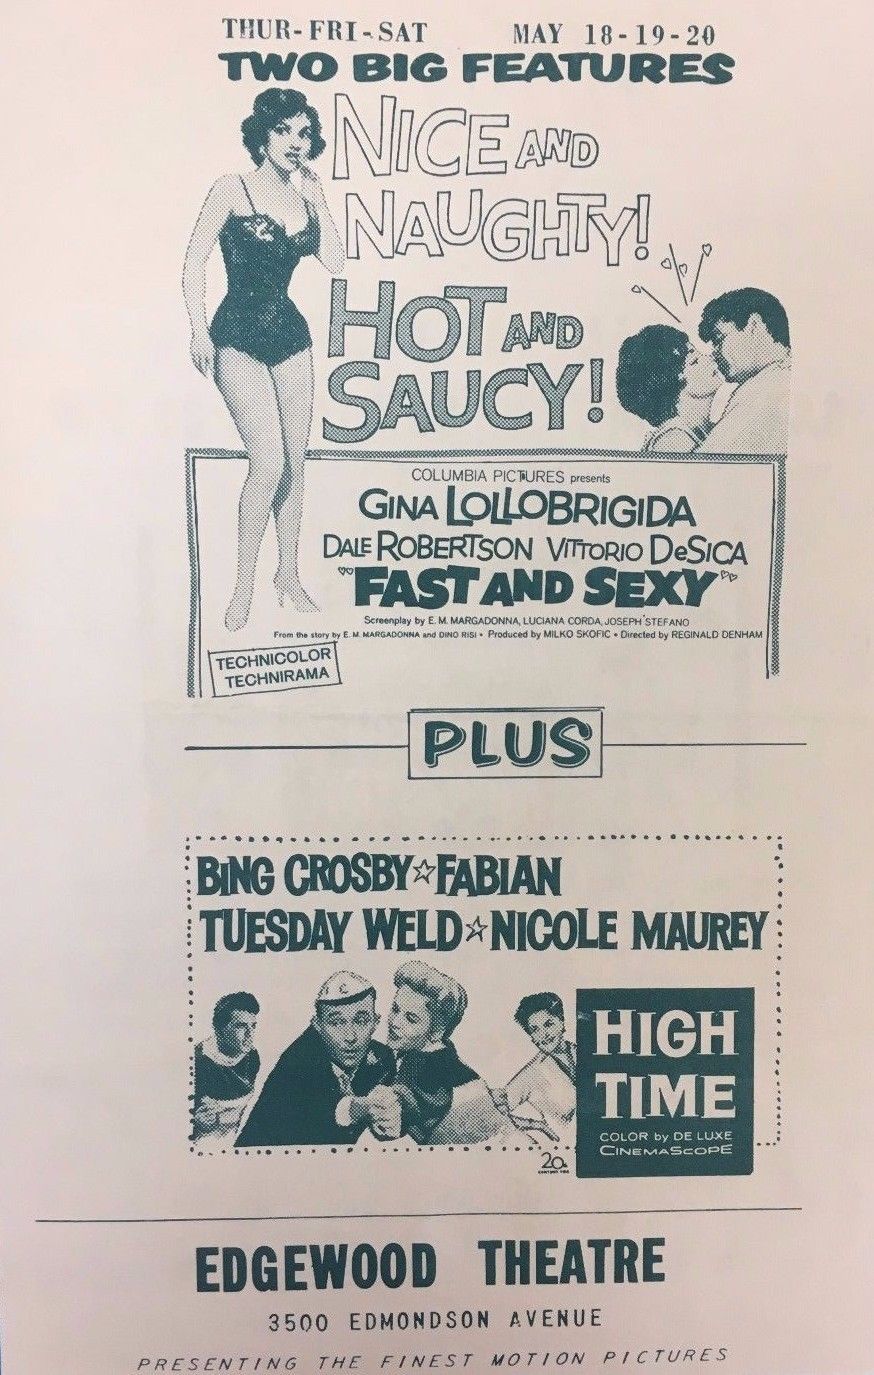 THUR-FRI-SAT MAY 18-19-20
TWO BIG FEATURES
NICE AND
NAUGHTY!
HOT AND
SAUCY!
COLUMBIA PICTURES presents
GINA LOLLOBRIGIDA
DALE ROBERTSON VITTORIO DeSICA
"FAST AND SEXY"
Screenplay by E. M. MARGADONNA, LUCIANA CORDA, JOSEPH STEFANO
From the story by E. M. MARGADONNA and DINO RISI • Produced by MILKO SKOFIC • Directed by REGINALD DENHAM
TECHNICOLOR
TECHNIRAMA
PLUS
BING CROSBY☆FABIAN
TUESDAY WELD☆NICOLE MAUREY
HIGH
TIME
COLOR by DE LUXE
CINEMASCOPE
20
EDGEWOOD THEATRE
3500 EDMONDSON AVENUE
PRESENTING THE FINEST MOTION PICTURES